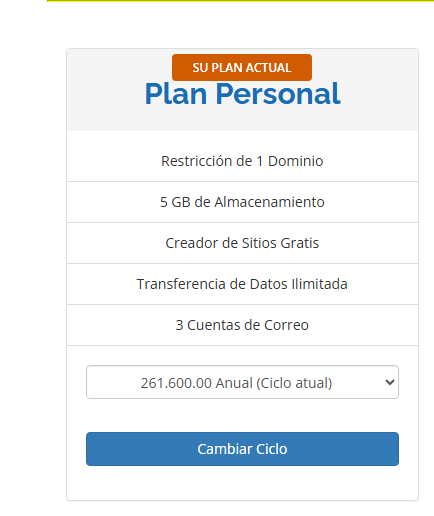 SU PLAN ACTUAL
Plan Personal
Restricción de 1 Dominio
5 GB de Almacenamiento
Creador de Sitios Gratis
Transferencia de Datos Ilimitada
3 Cuentas de Correo
261.600.00 Anual (Ciclo atual)
Cambiar Ciclo